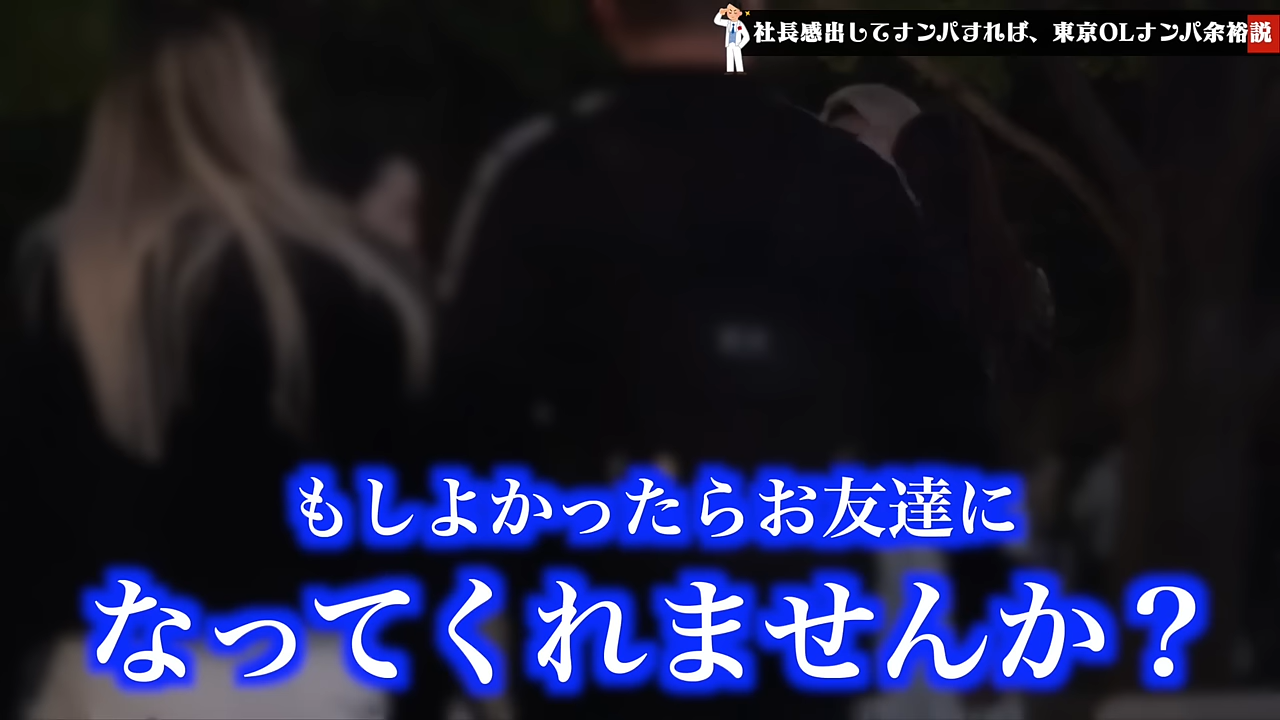 社長感出してナンパすれば、東京OLナンパ余裕説
もしよかったらお友達に
なってくれませんか？